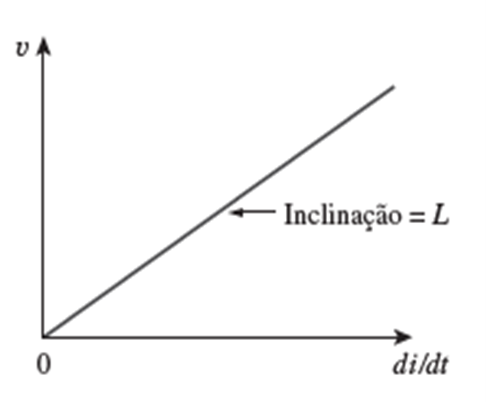 v
Inclinação = L
0
di/dt